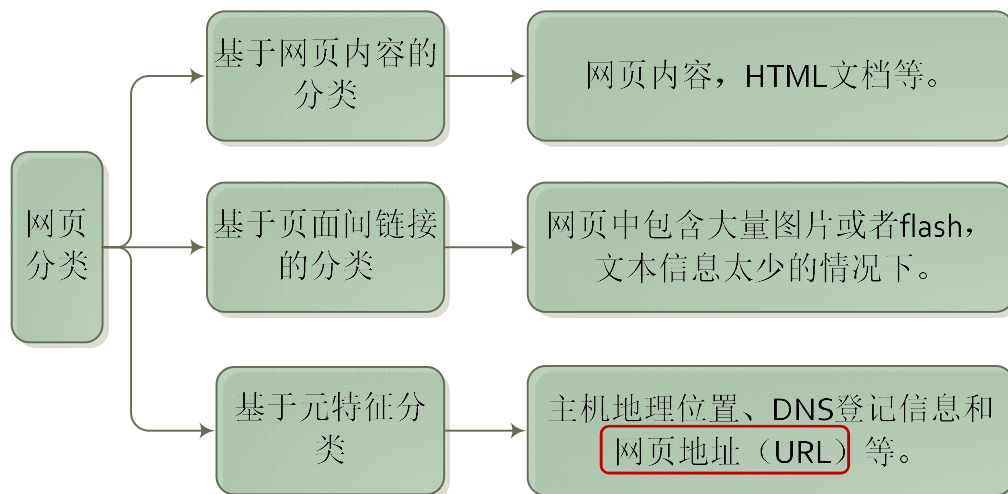 网页
分类
基于网页内容的
分类
网页内容，HTML文档等。
基于页面间链接
的分类
网页中包含大量图片或者flash，
文本信息太少的情况下。
基于元特征分
类
主机地理位置、DNS登记信息和
网页地址（URL）等。